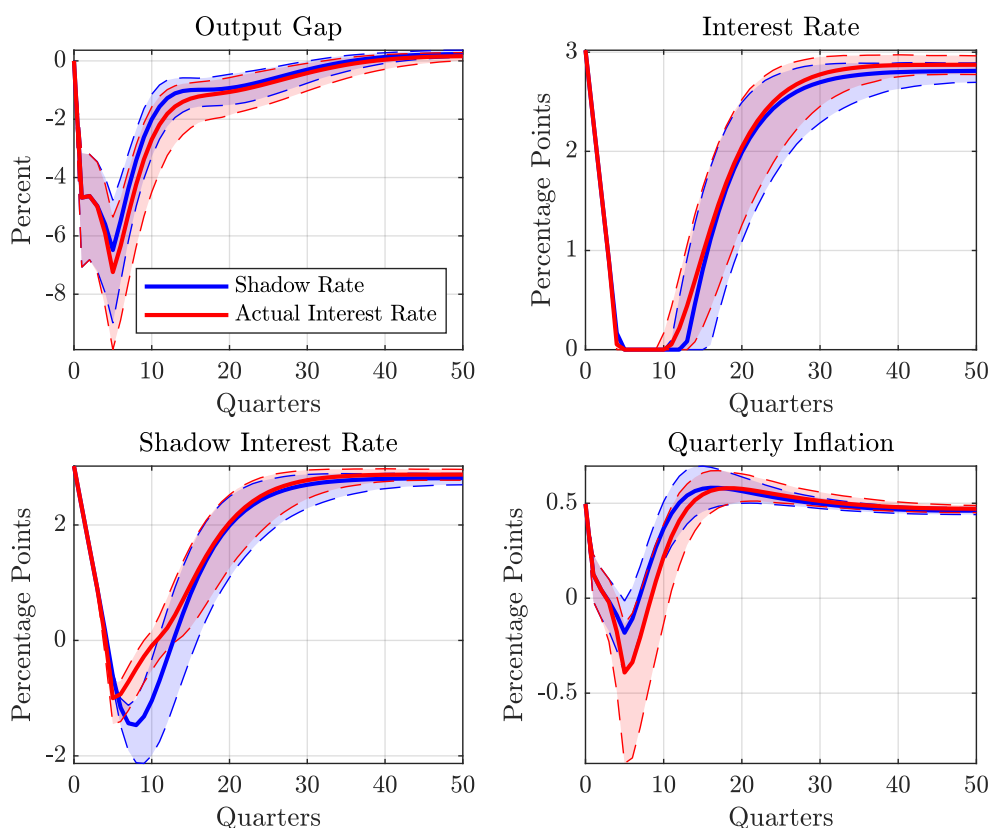 Output Gap
Percent
0
-2
-4
-6
-8
Shadow Rate
Actual Interest Rate
0 10 20 30 40 50
Quarters
Interest Rate
Percentage Points
3
2
1
0
0 10 20 30 40 50
Quarters
Shadow Interest Rate
Percentage Points
2
0
-2
0 10 20 30 40 50
Quarters
Quarterly Inflation
Percentage Points
0.5
0
-0.5
0 10 20 30 40 50
Quarters